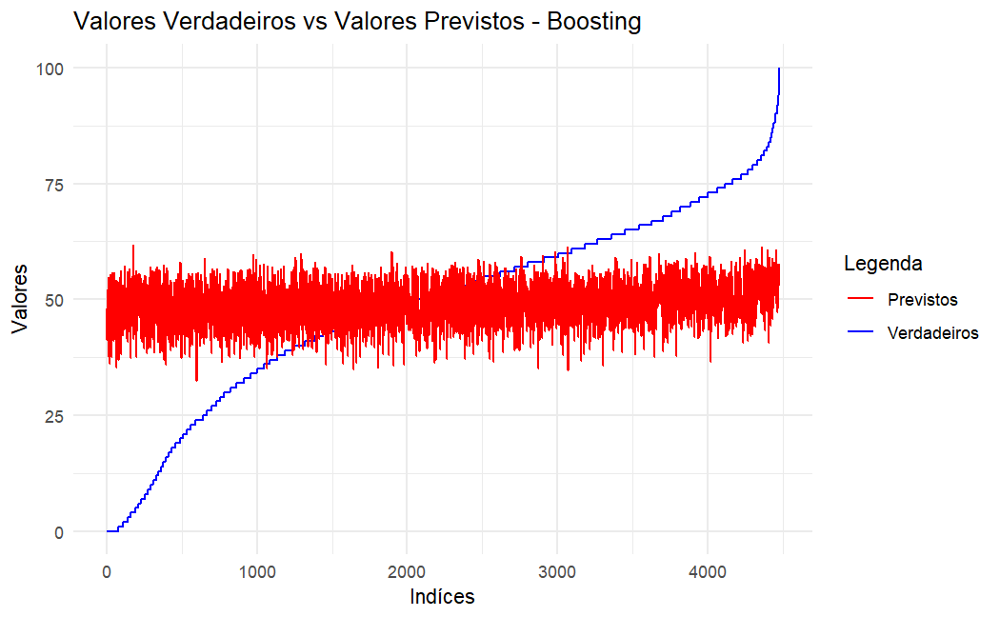 Valores Verdadeiros vs Valores Previstos - Boosting
Valores
100
75
50
25
0
0
1000
2000
3000
4000
Indíces
Legenda
Previstos
Verdadeiros